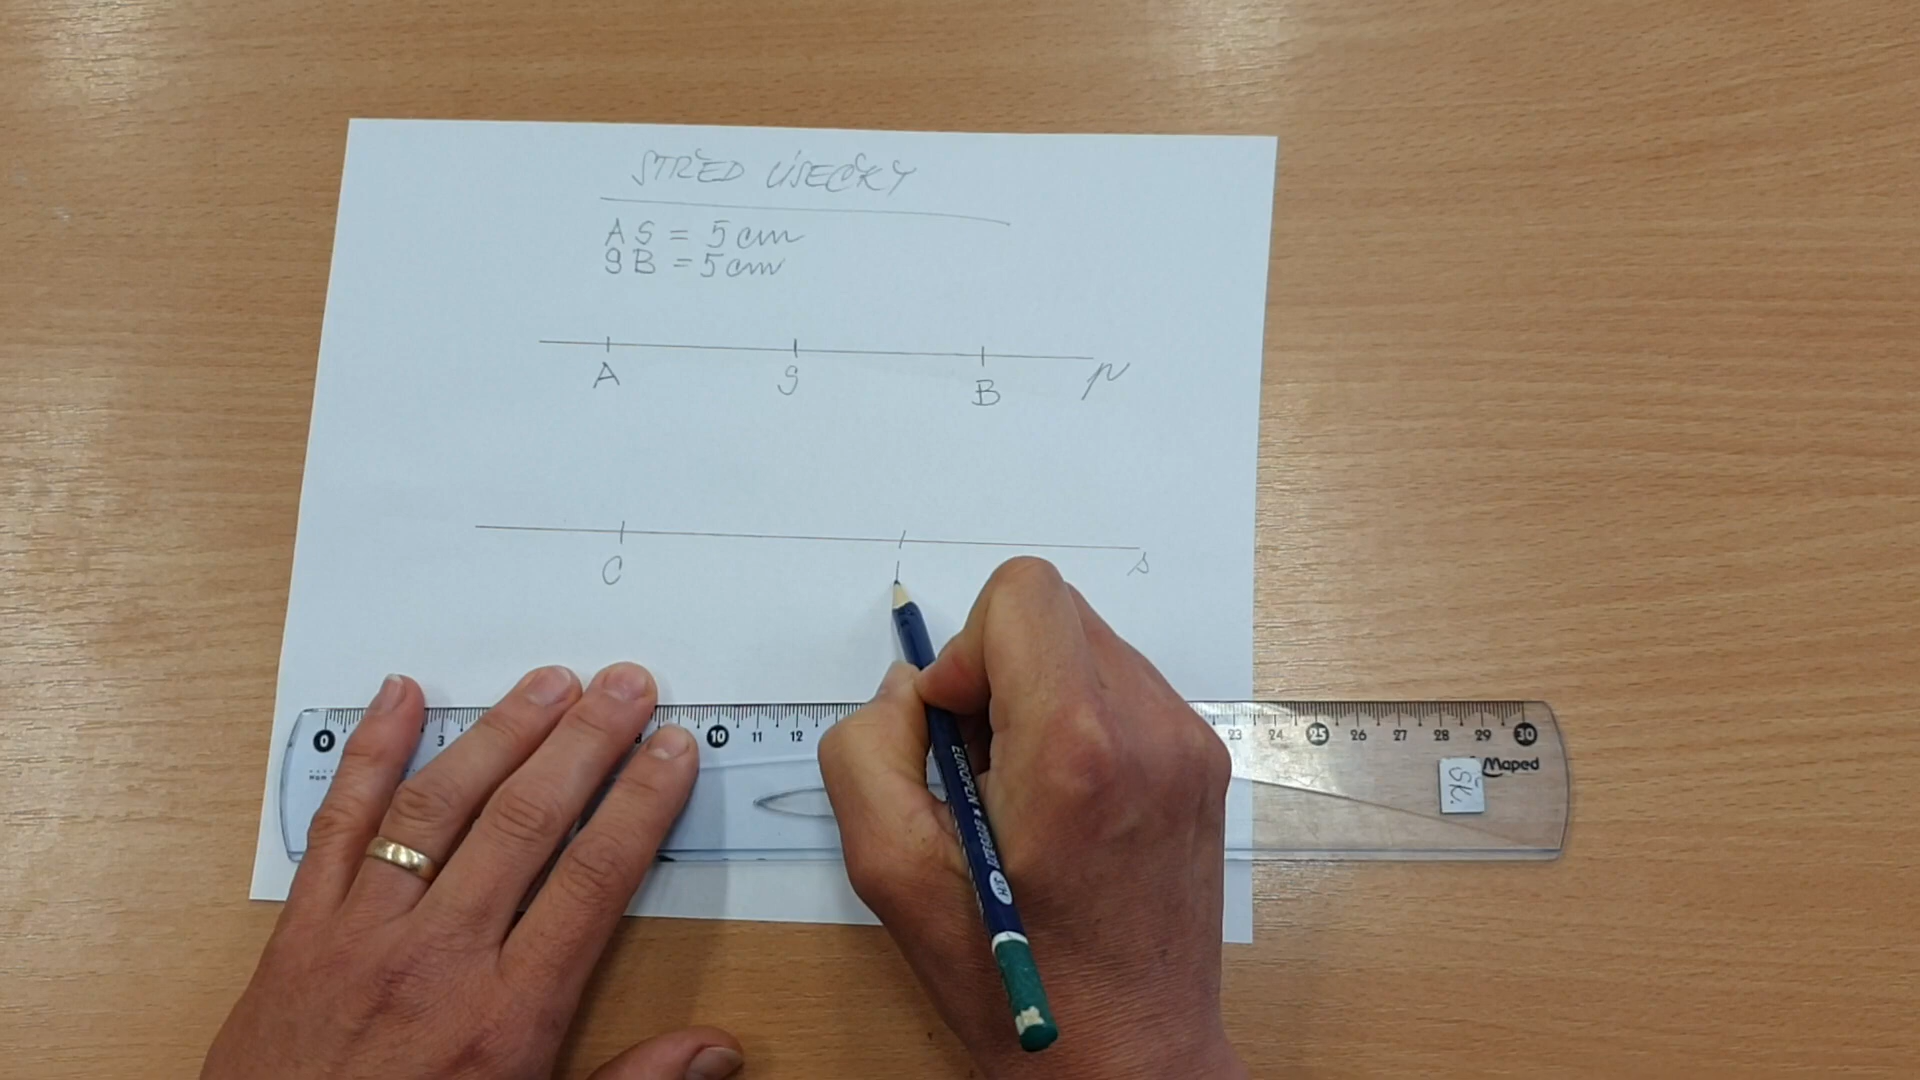 STŘED ÚSEČKY
AS = 5 cm
SB = 5 cm
A S B p
C s
0 3 10 11 12 23 24 25 26 27 28 29 30
Maped
ŠK.
EUROPEN